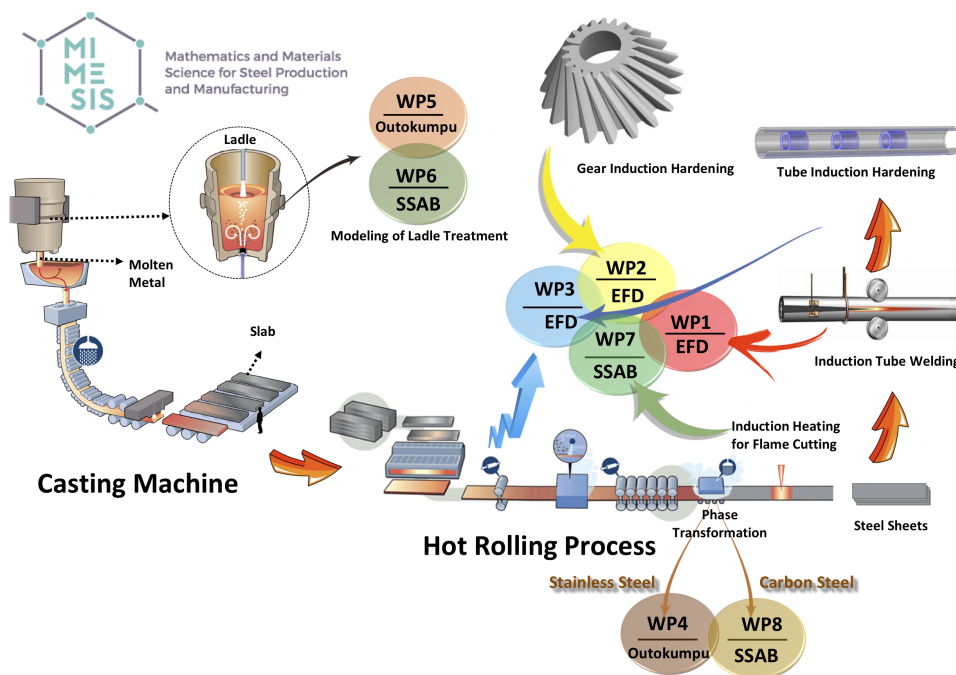 MI
ME
SIS
Mathematics and Materials
Science for Steel Production
and Manufacturing
WP5
Outokumpu
WP6
SSAB
Modeling of Ladle Treatment
Ladle
Molten
Metal
Slab
Casting Machine
Gear Induction Hardening
Tube Induction Hardening
WP2
EFD
WP3
EFD
WP1
EFD
WP7
SSAB
Induction Tube Welding
Induction Heating
for Flame Cutting
Steel Sheets
Phase
Transformation
Hot Rolling Process
Stainless Steel
Carbon Steel
WP4
Outokumpu
WP8
SSAB